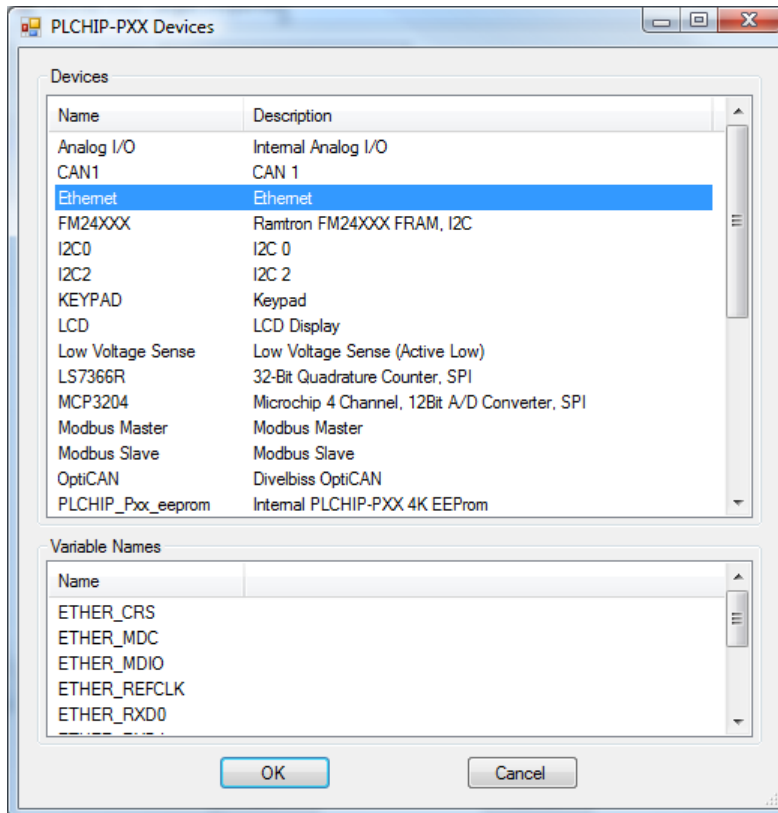 PLCHIP-PXX Devices
Devices
Name Description
Analog I/O Internal Analog I/O
CAN1 CAN 1
Ethernet Ethernet
FM24XXX Ramtron FM24XXX FRAM, I2C
I2C0 I2C 0
I2C2 I2C 2
KEYPAD Keypad
LCD LCD Display
Low Voltage Sense Low Voltage Sense (Active Low)
LS7366R 32-Bit Quadrature Counter, SPI
MCP3204 Microchip 4 Channel, 12Bit A/D Converter, SPI
Modbus Master Modbus Master
Modbus Slave Modbus Slave
OptiCAN Divelbiss OptiCAN
PLCHIP_Pxx_eeprom Internal PLCHIP-PXX 4K EEProm
Variable Names
Name
ETHER_CRS
ETHER_MDC
ETHER_MDIO
ETHER_REFCLK
ETHER_RXD0
OK Cancel